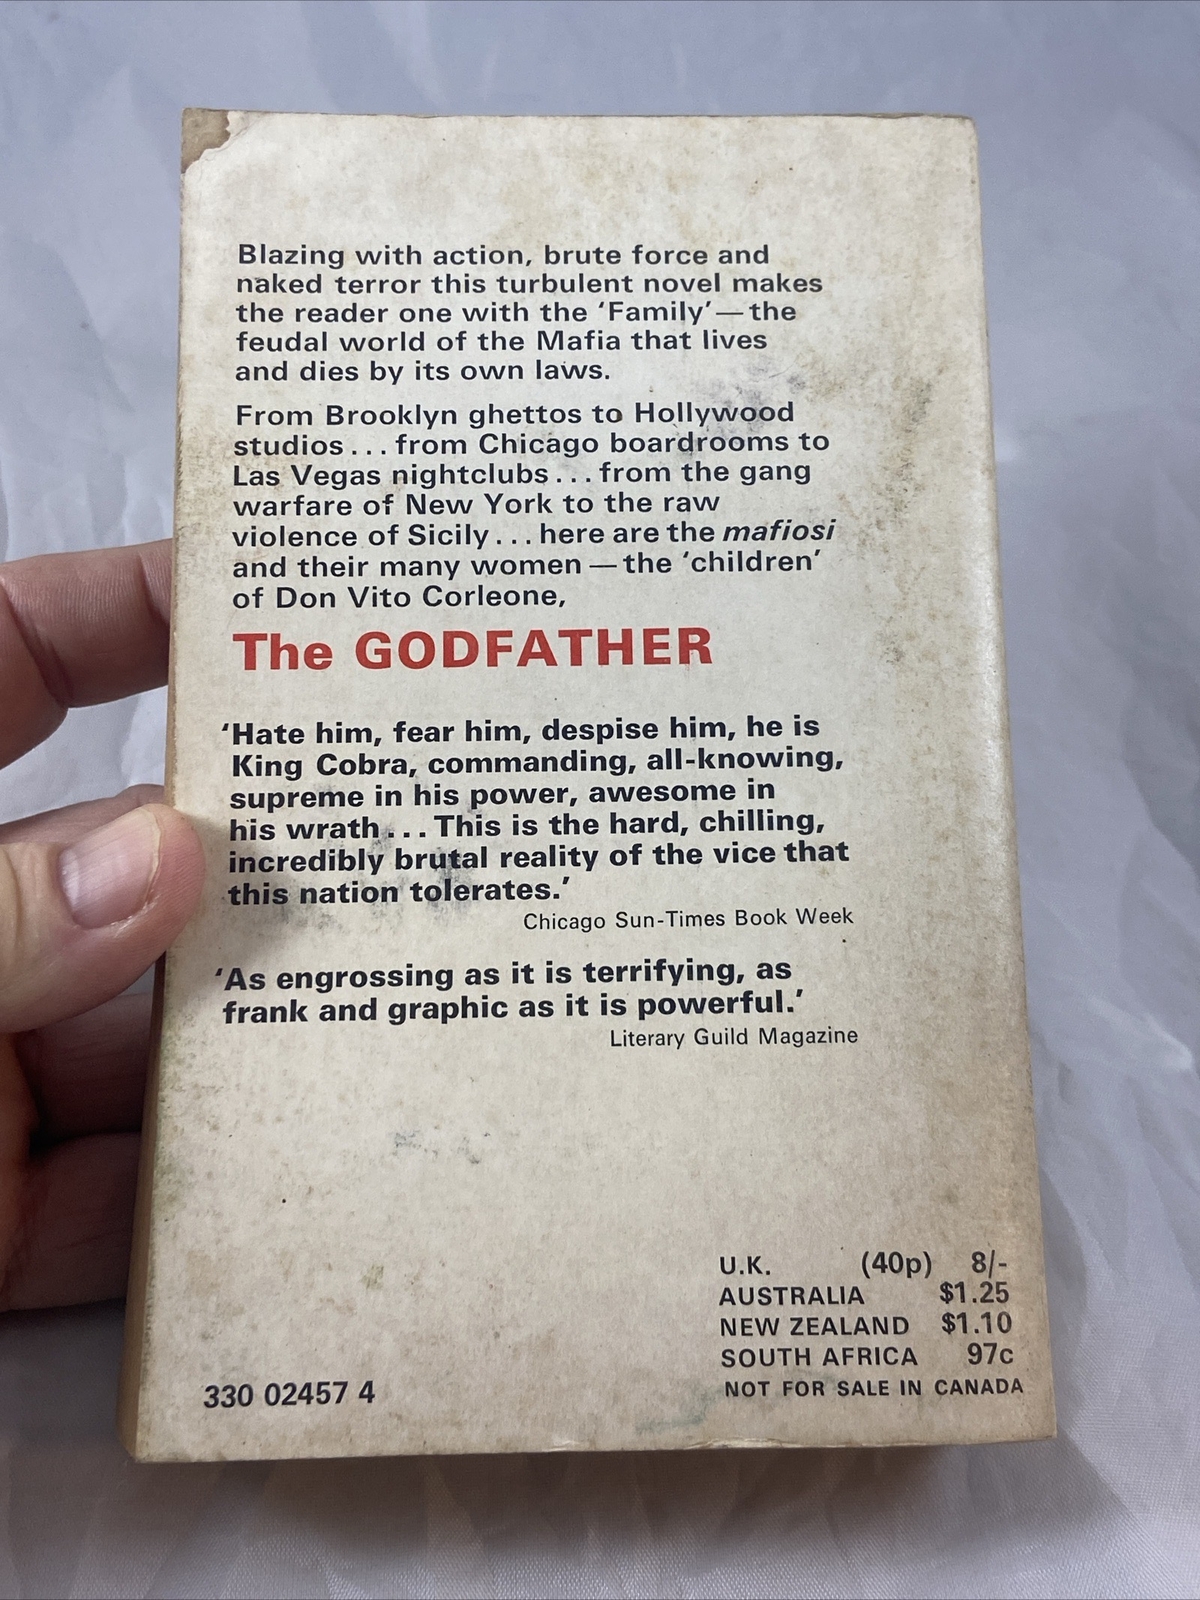 Blazing with action, brute force and
naked terror this turbulent novel makes
the reader one with the ‘Family’—the
feudal world of the Mafia that lives
and dies by its own laws.
From Brooklyn ghettos to Hollywood
studios... from Chicago boardrooms to
Las Vegas nightclubs... from the gang
warfare of New York to the raw
violence of Sicily... here are the mafiosi
and their many women—the ‘children’
of Don Vito Corleone,
The GODFATHER
‘Hate him, fear him, despise him, he is
King Cobra, commanding, all-knowing,
supreme in his power, awesome in
his wrath... This is the hard, chilling,
incredibly brutal reality of the vice that
this nation tolerates.’
Chicago Sun-Times Book Week
‘As engrossing as it is terrifying, as
frank and graphic as it is powerful.’
Literary Guild Magazine
U.K. (40p) 8/-
AUSTRALIA $1.25
NEW ZEALAND $1.10
SOUTH AFRICA 97c
NOT FOR SALE IN CANADA
330 02457 4